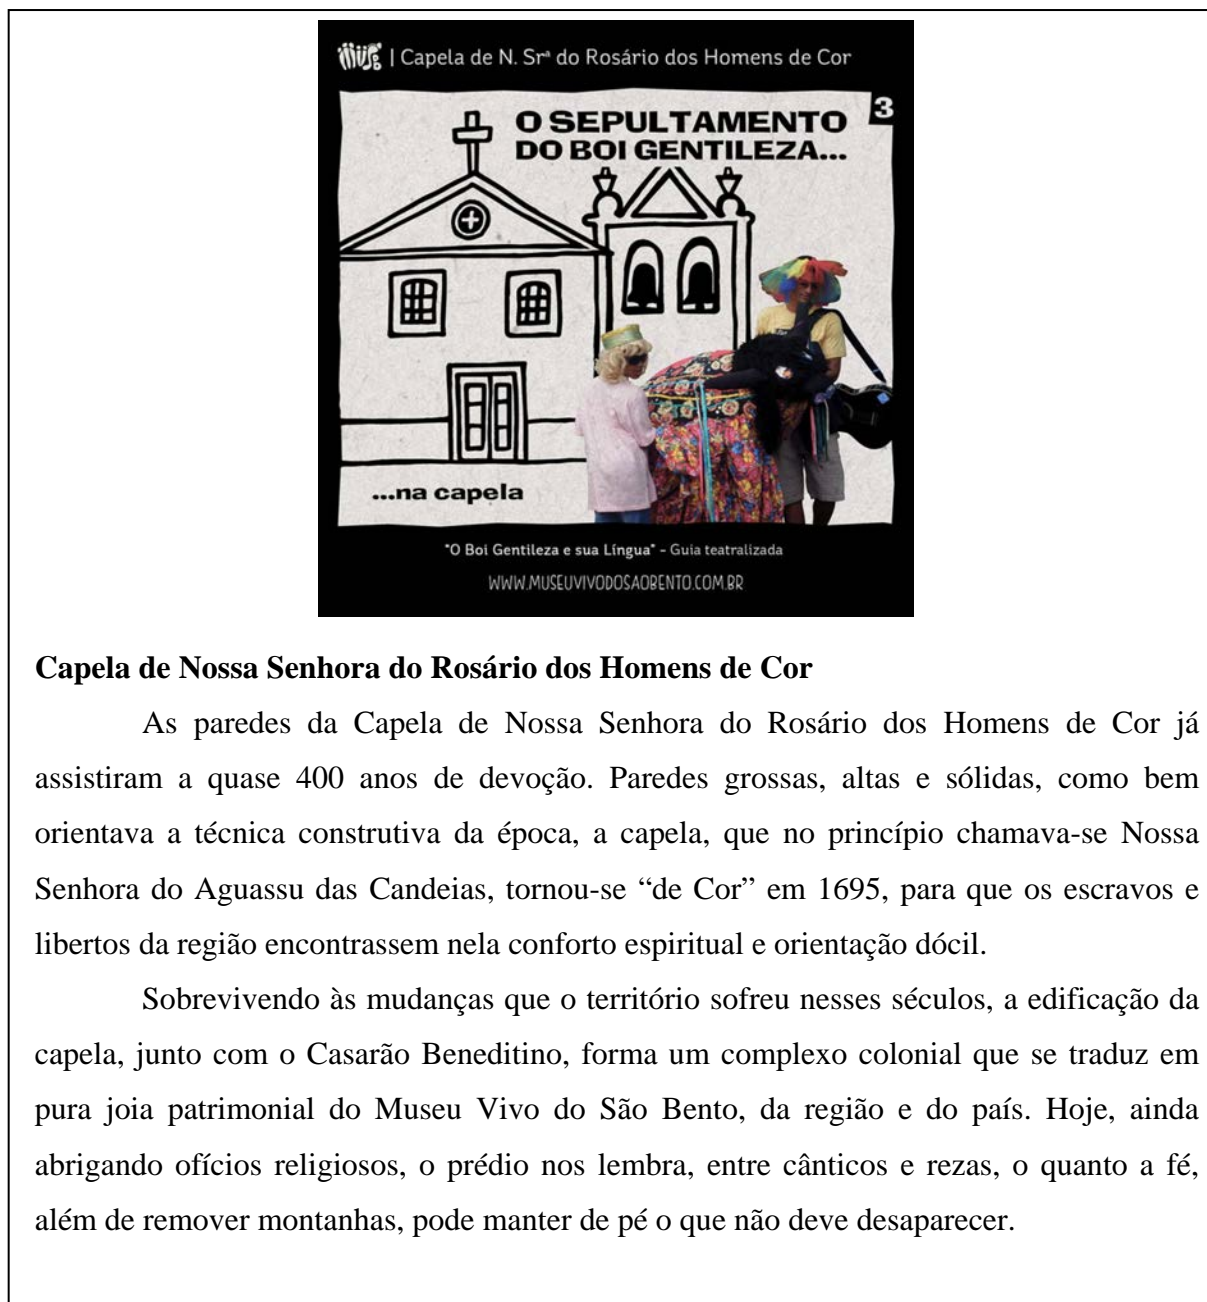 | Capela de N. Srª do Rosário dos Homens de Cor
3
O SEPULTAMENTO
DO BOI GENTILEZA...
...na capela
"O Boi Gentileza e sua Língua" - Guia teatralizada
WWW.MUSEUVIVODOSAOBENTO.COM.BR
Capela de Nossa Senhora do Rosário dos Homens de Cor
As paredes da Capela de Nossa Senhora do Rosário dos Homens de Cor já
assistiram a quase 400 anos de devoção. Paredes grossas, altas e sólidas, como bem
orientava a técnica construtiva da época, a capela, que no princípio chamava-se Nossa
Senhora do Aguassu das Candeias, tornou-se “de Cor” em 1695, para que os escravos e
libertos da região encontrassem nela conforto espiritual e orientação dócil.
Sobrevivendo às mudanças que o território sofreu nesses séculos, a edificação da
capela, junto com o Casarão Beneditino, forma um complexo colonial que se traduz em
pura joia patrimonial do Museu Vivo do São Bento, da região e do país. Hoje, ainda
abrigando ofícios religiosos, o prédio nos lembra, entre cânticos e rezas, o quanto a fé,
além de remover montanhas, pode manter de pé o que não deve desaparecer.